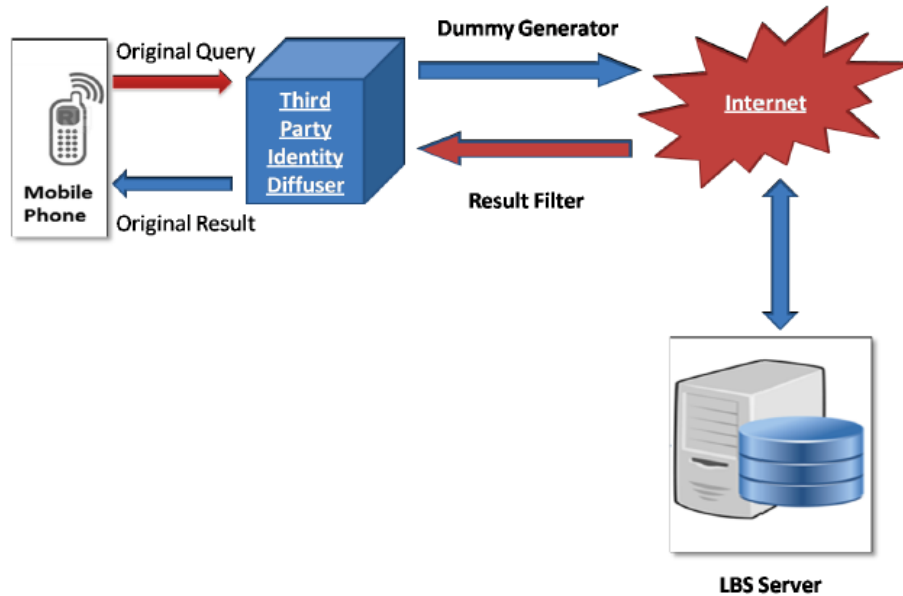 Original Query
Dummy Generator
Third
Party
Identity
Diffuser
Internet
Mobile
Phone
Original Result
Result Filter
LBS Server